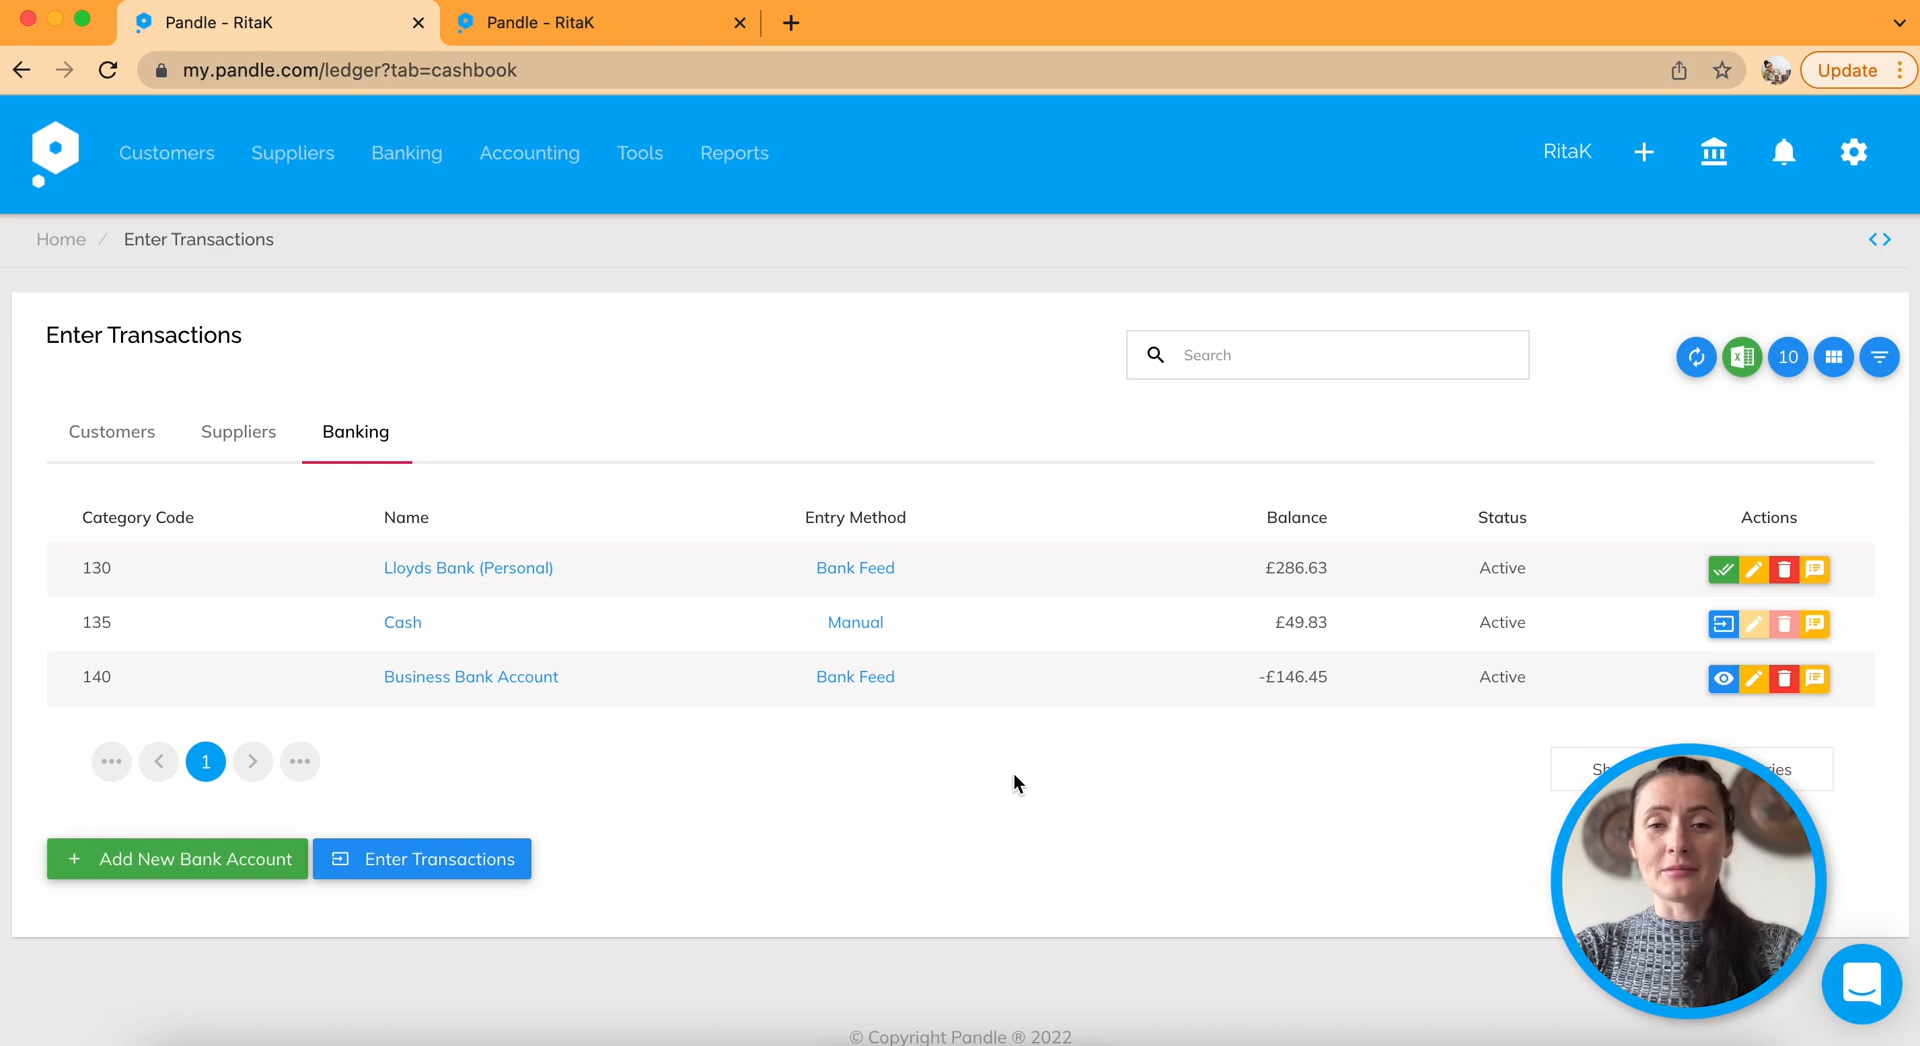 Pandle - RitaK
Pandle - RitaK
my.pandle.com/ledger?tab=cashbook
Update
Customers
Suppliers
Banking
Accounting
Tools
Reports
RitaK
Home / Enter Transactions
Enter Transactions
Search
10
Customers
Suppliers
Banking
Category Code Name Entry Method Balance Status Actions
130 Lloyds Bank (Personal) Bank Feed £286.63 Active
135 Cash Manual £49.83 Active
140 Business Bank Account Bank Feed -£146.45 Active
1
+ Add New Bank Account
Enter Transactions
© Copyright Pandle ® 2022